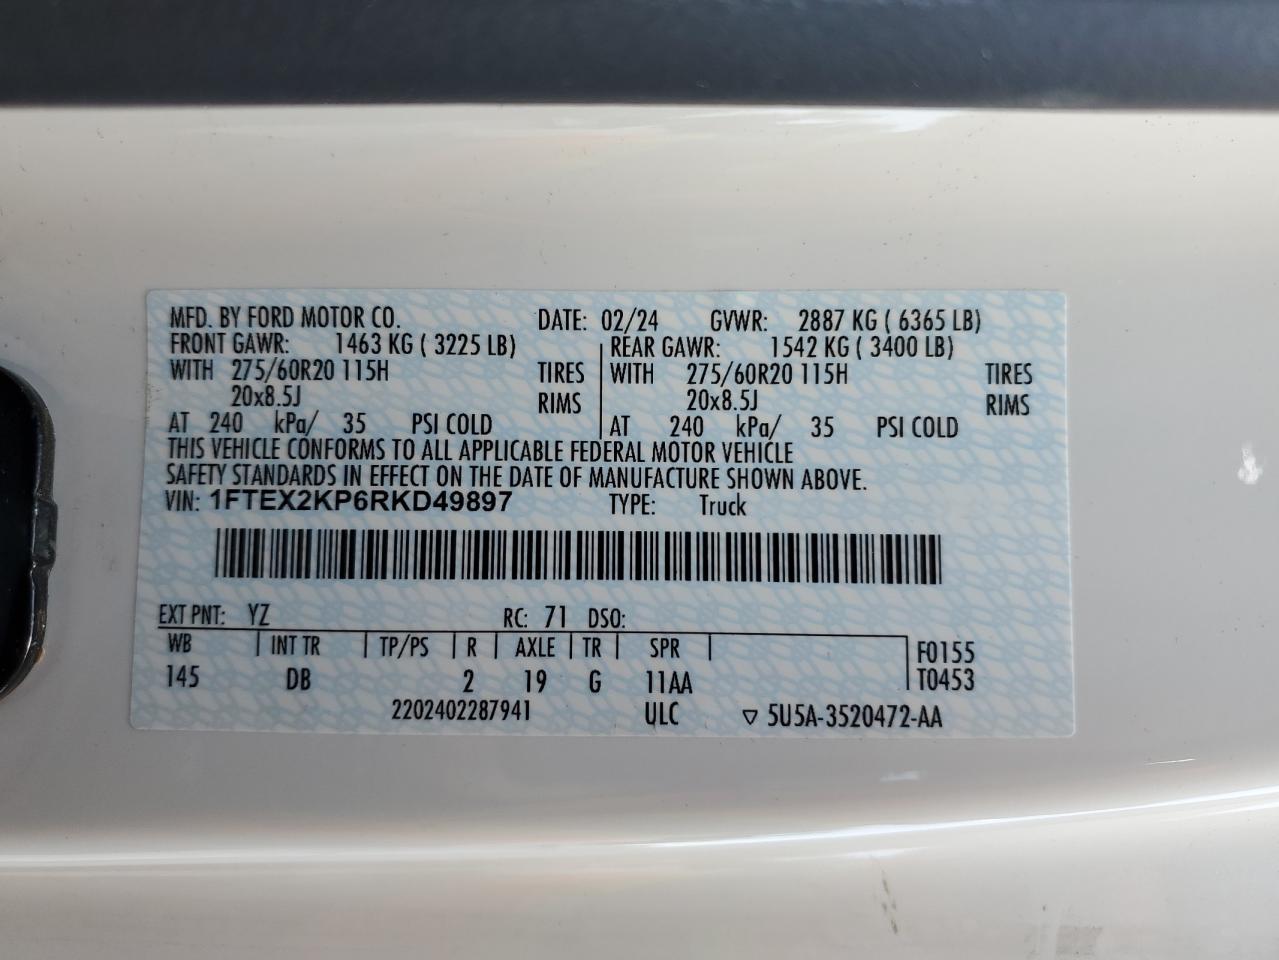 MFD. BY FORD MOTOR CO. DATE: 02/24 GVWR: 2887 KG ( 6365 LB)
FRONT GAWR: 1463 KG ( 3225 LB) REAR GAWR: 1542 KG ( 3400 LB)
WITH 275/60R20 115H TIRES WITH 275/60R20 115H TIRES
20x8.5J RIMS 20x8.5J RIMS
AT 240 kPa/ 35 PSI COLD AT 240 kPa/ 35 PSI COLD
THIS VEHICLE CONFORMS TO ALL APPLICABLE FEDERAL MOTOR VEHICLE
SAFETY STANDARDS IN EFFECT ON THE DATE OF MANUFACTURE SHOWN ABOVE.
VIN: 1FTEX2KP6RKD49897 TYPE: Truck
EXT PNT: YZ RC: 71 DSO:
WB INT TR TP/PS R AXLE TR SPR F0155
145 DB 2 19 G 11AA T0453
2202402287941 ULC ▽ 5U5A-3520472-AA